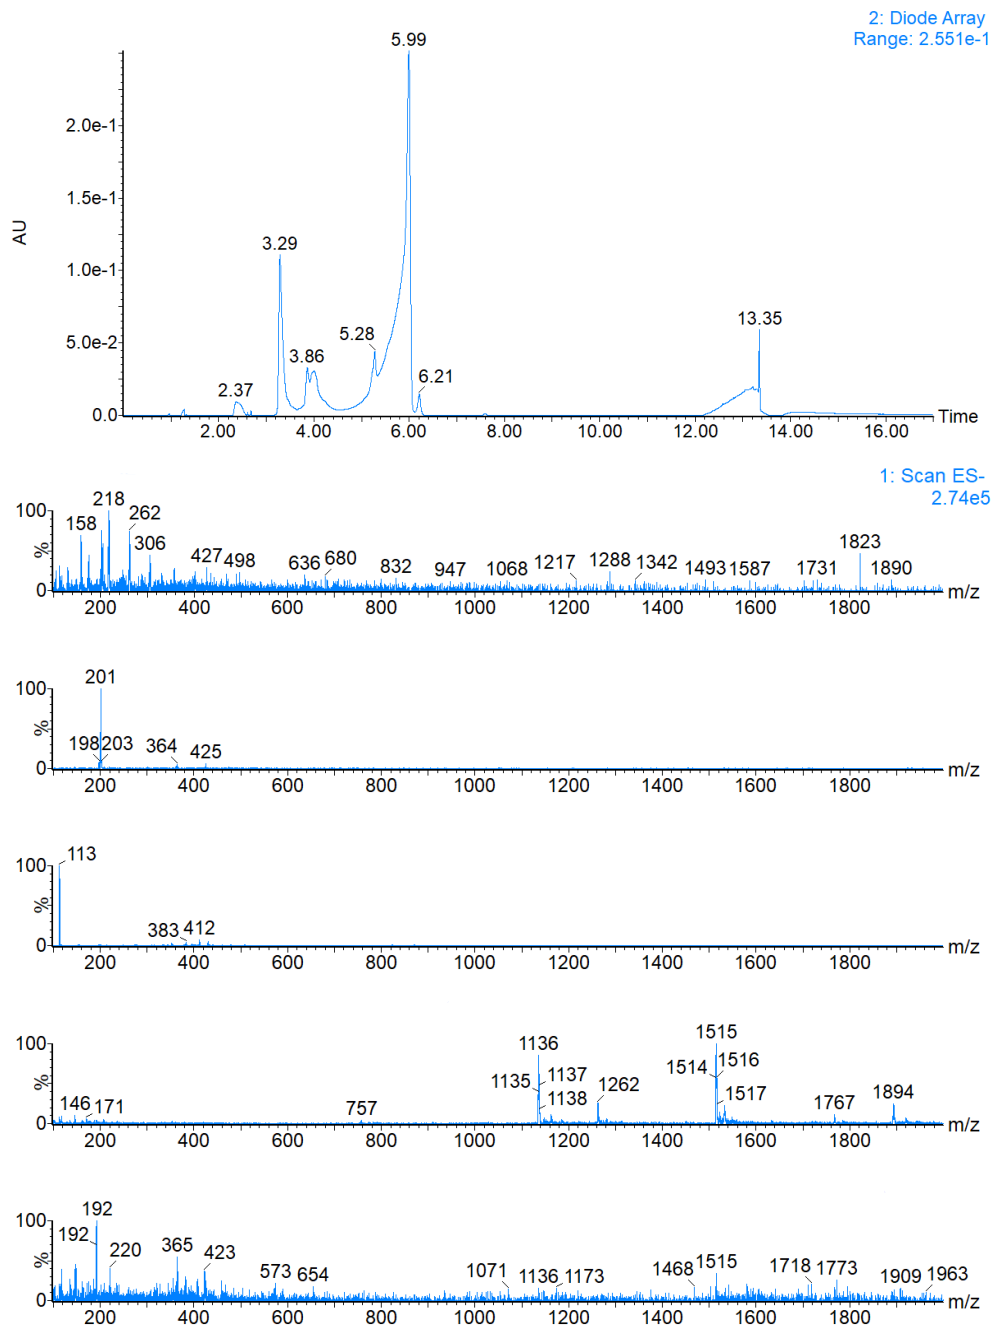 2: Diode Array
Range: 2.551e-1
5.99
2.0e-1
1.5e-1
AU
3.29
1.0e-1
13.35
5.28
3.86
5.0e-2
2.37
6.21
0.0
2.00 4.00 6.00 8.00 10.00 12.00 14.00 16.00 Time
1: Scan ES-
2.74e5
100 158 218 262 306 427 498 636 680 832 947 1068 1217 1288 1342 1493 1587 1731 1823 1890
%
0
200 400 600 800 1000 1200 1400 1600 1800 m/z
201
100
%
198 203 364 425
0
200 400 600 800 1000 1200 1400 1600 1800 m/z
113
100
%
383 412
0
200 400 600 800 1000 1200 1400 1600 1800 m/z
100 1136 1515
1135 1137 1514 1516
%
1138 1262 1517
146 171 757 1767 1894
0
200 400 600 800 1000 1200 1400 1600 1800 m/z
192
100
192 220 365 423
%
573 654 1071 1136 1173 1468 1515 1718 1773 1909 1963
0
200 400 600 800 1000 1200 1400 1600 1800 m/z